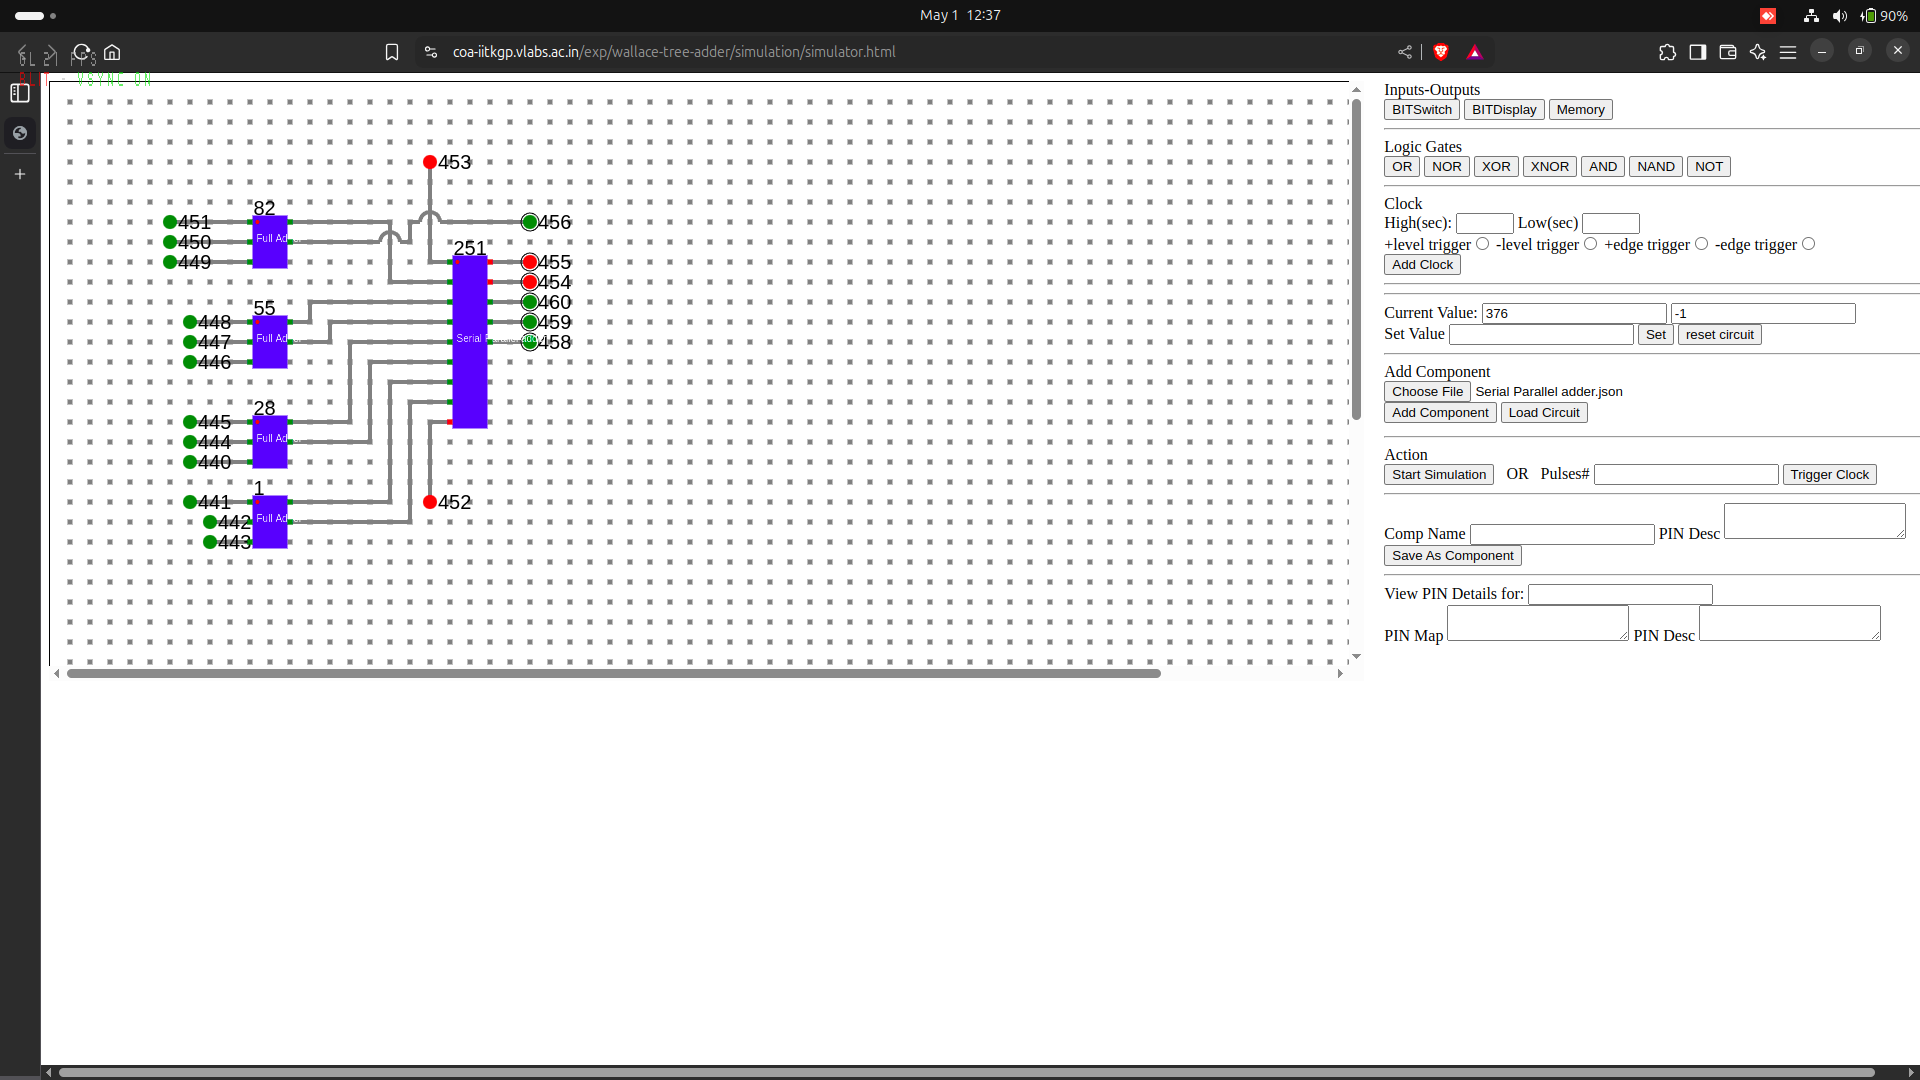 May 1 12:37
90%
coa-iitkgp.vlabs.ac.in/exp/wallace-tree-adder/simulation/simulator.html
VSYNC ON
Inputs-Outputs
BITSwitch BITDisplay Memory
Logic Gates
OR NOR XOR XNOR AND NAND NOT
Clock
High(sec): Low(sec)
+level trigger -level trigger +edge trigger -edge trigger
Add Clock
Current Value: 376 -1
Set Value Set reset circuit
Add Component
Choose File Serial Parallel adder.json
Add Component Load Circuit
Action
Start Simulation OR Pulses# Trigger Clock
Comp Name PIN Desc
Save As Component
View PIN Details for:
PIN Map PIN Desc
453
82
451 456
450 Full Ad
449
251
455
454
55 460
448 459
447 Full Ad Serial 458
446
28
445
444 Full Ad
440
1
441 452
442 Full Ad
443